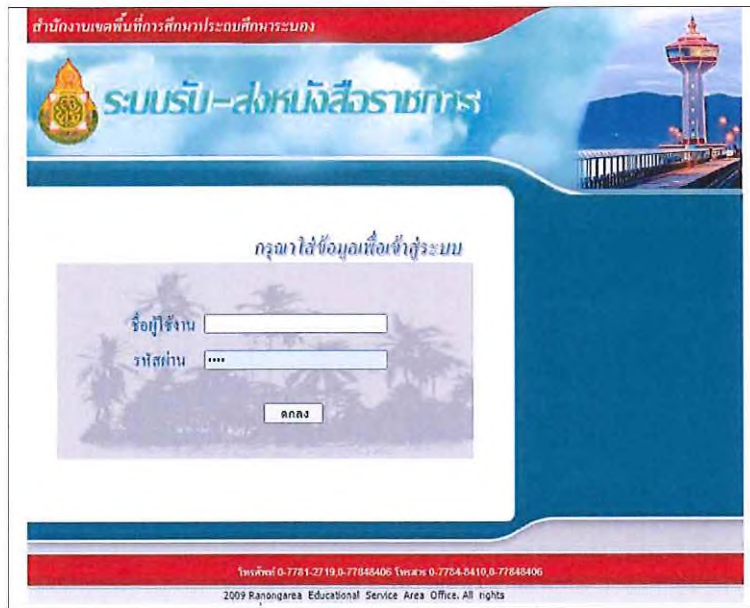 สำนักงานเขตพื้นที่การศึกษาประถมศึกษาระนอง
ระบบรับ-ส่งหนังสือราชการ
กรุณาใส่ข้อมูลเพื่อเข้าสู่ระบบ
ชื่อผู้ใช้งาน
รหัสผ่าน ••••
ตกลง
โทรศัพท์ 0-7781-2719,0-77848406 โทรสาร 0-7784-8410,0-77848406
2009 Ranongarea Educational Service Area Office. All rights